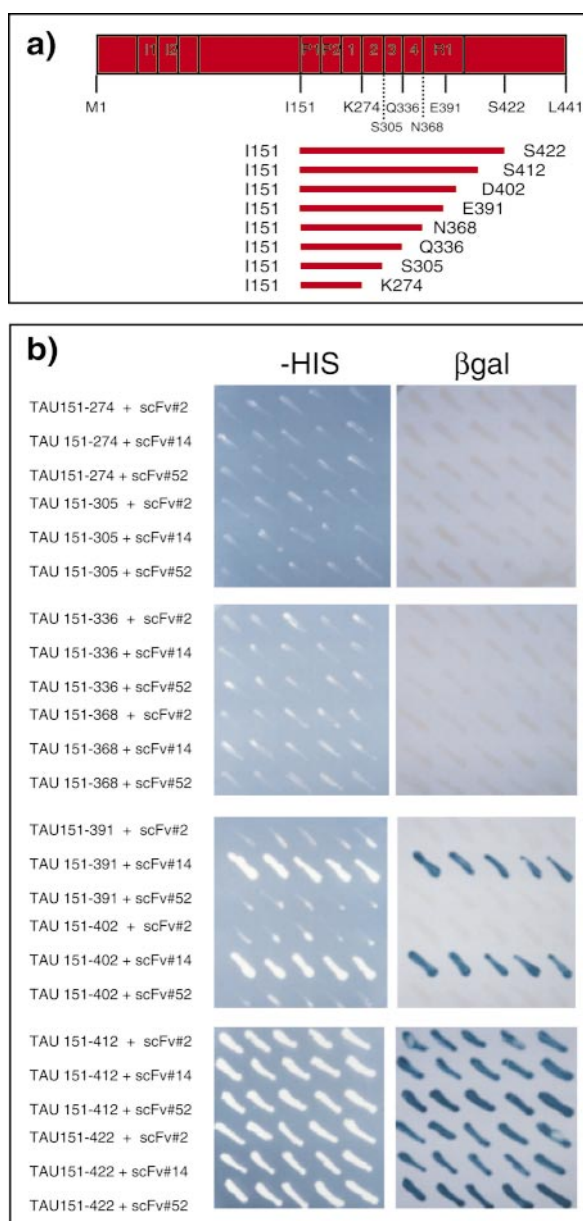 a)
I1 I2 P1 P2 1 2 3 4 R1
M1 I151 K274 Q336 E391 S422 L441
S305 N368
I151 S422
I151 S412
I151 D402
I151 E391
I151 N368
I151 Q336
I151 S305
I151 K274
b)
-HIS βgal
TAU151-274 + scFv#2
TAU 151-274 + scFv#14
TAU151-274 + scFv#52
TAU 151-305 + scFv#2
TAU 151-305 + scFv#14
TAU 151-305 + scFv#52
TAU 151-336 + scFv#2
TAU 151-336 + scFv#14
TAU 151-336 + scFv#52
TAU 151-368 + scFv#2
TAU 151-368 + scFv#14
TAU 151-368 + scFv#52
TAU151-391 + scFv#2
TAU 151-391 + scFv#14
TAU 151-391 + scFv#52
TAU 151-402 + scFv#2
TAU 151-402 + scFv#14
TAU 151-402 + scFv#52
TAU 151-412 + scFv#2
TAU 151-412 + scFv#14
TAU 151-412 + scFv#52
TAU151-422 + scFv#2
TAU151-422 + scFv#14
TAU 151-422 + scFv#52